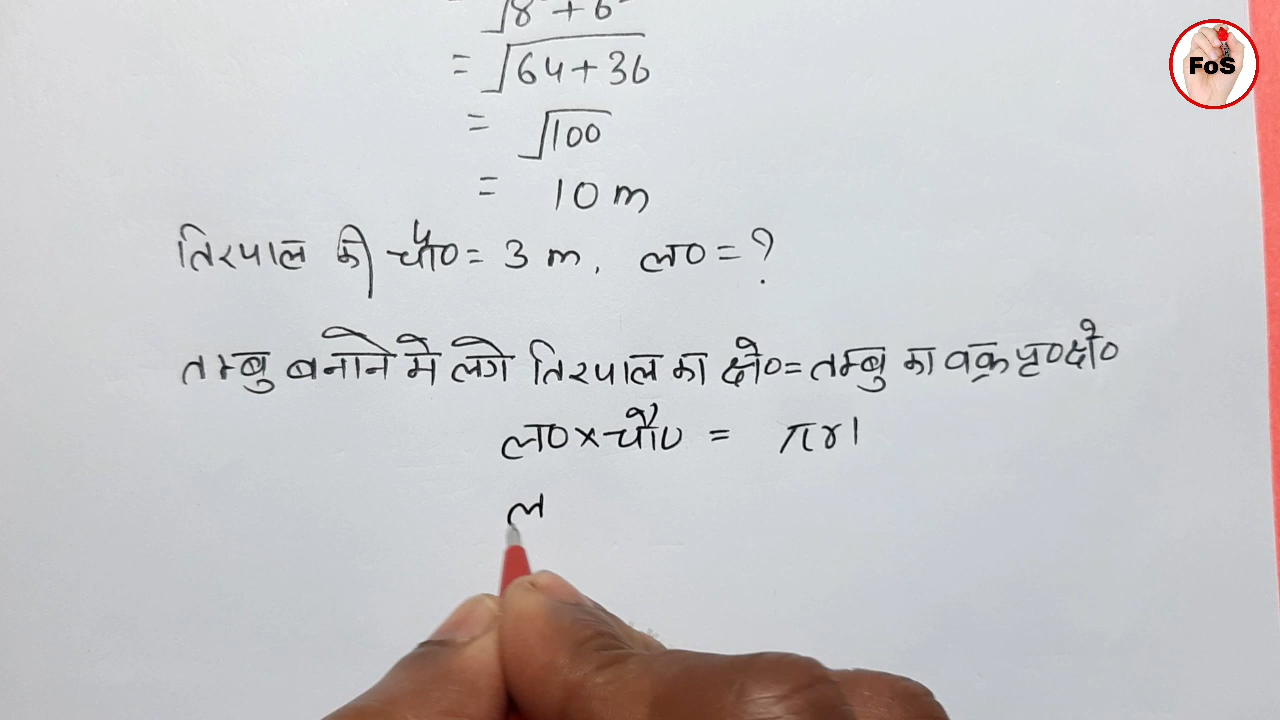 √8² + 6²
= √64 + 36
= √100
= 10 m
तिरपाल की चौ० = 3 m, ल० = ?
तम्बु बनाने में लगे तिरपाल का क्षे० = तम्बु का वक्र पृ० क्षे०
ल० × चौ० = πrl
ल
FoS